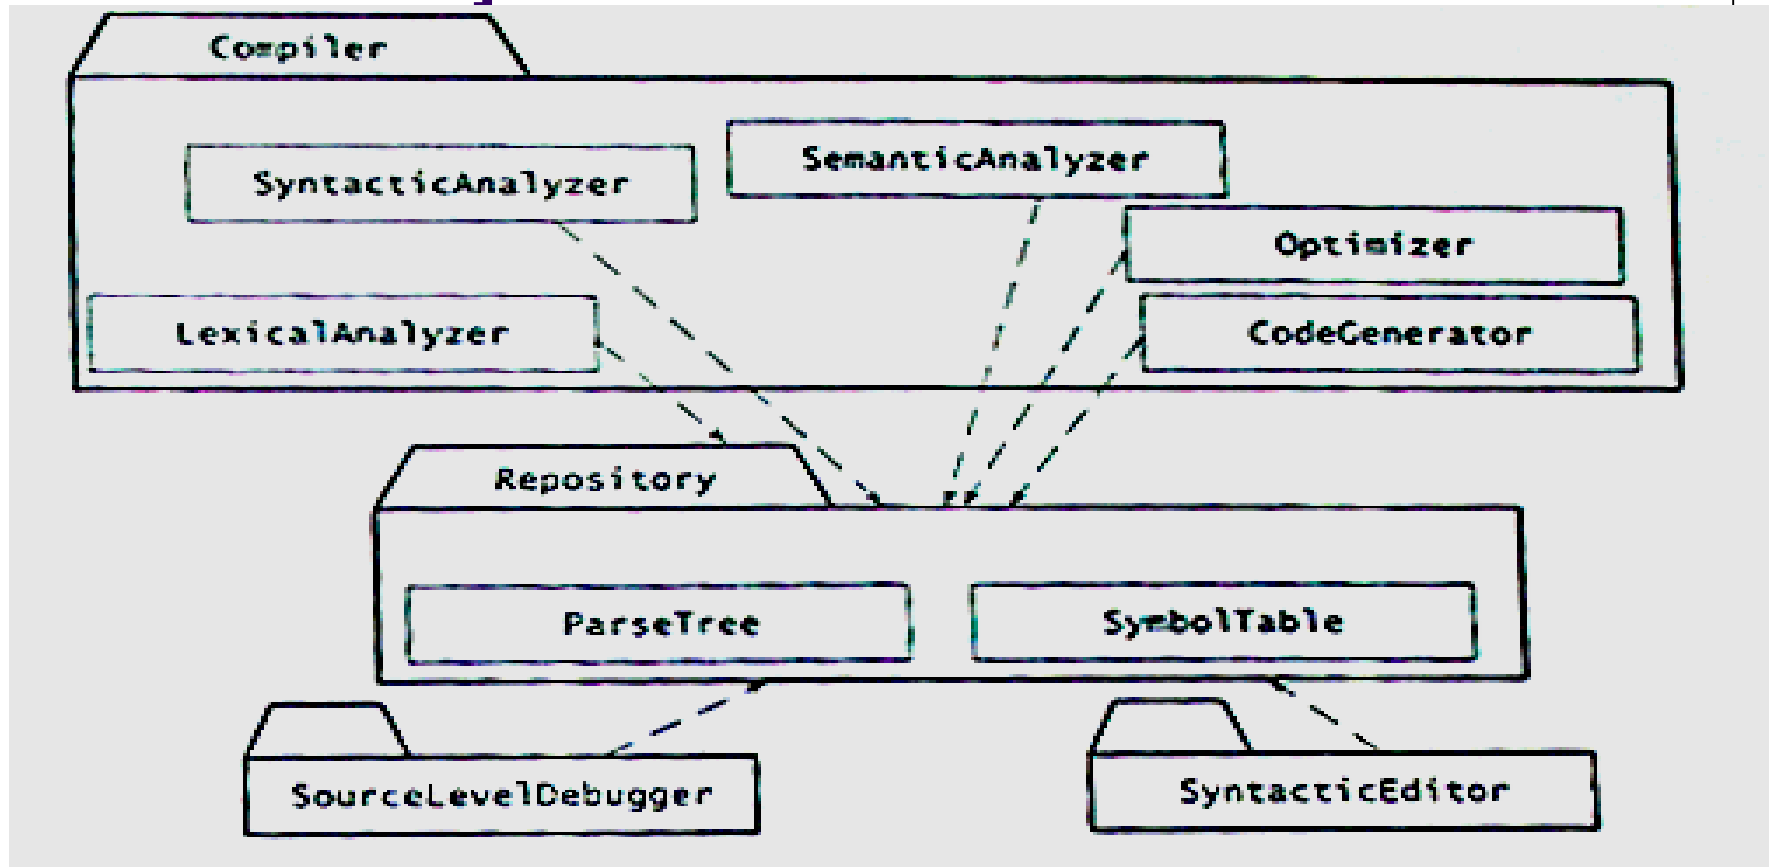 Compiler
SemanticAnalyzer
SyntacticAnalyzer
Optimizer
LexicalAnalyzer
CodeGenerator
Repository
ParseTree
SymbolTable
SourceLevelDebugger
SyntacticEditor